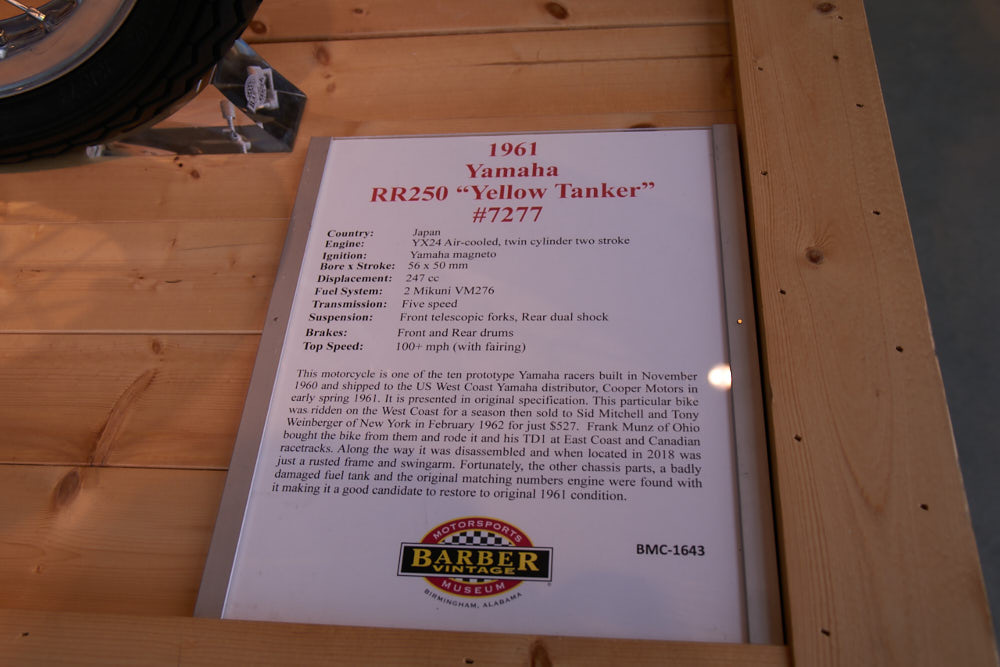 1961
Yamaha
RR250 “Yellow Tanker”
#7277
Country: Japan
Engine: YX24 Air-cooled, twin cylinder two stroke
Ignition: Yamaha magneto
Bore x Stroke: 56 x 50 mm
Displacement: 247 cc
Fuel System: 2 Mikuni VM276
Transmission: Five speed
Suspension: Front telescopic forks, Rear dual shock
Brakes: Front and Rear drums
Top Speed: 100+ mph (with fairing)
This motorcycle is one of the ten prototype Yamaha racers built in November
1960 and shipped to the US West Coast Yamaha distributor, Cooper Motors in
early spring 1961. It is presented in original specification. This particular bike
was ridden on the West Coast for a season then sold to Sid Mitchell and Tony
Weinberger of New York in February 1962 for just $527. Frank Munz of Ohio
bought the bike from them and rode it and his TD1 at East Coast and Canadian
racetracks. Along the way it was disassembled and when located in 2018 was
just a rusted frame and swingarm. Fortunately, the other chassis parts, a badly
damaged fuel tank and the original matching numbers engine were found with
it making it a good candidate to restore to original 1961 condition.
MOTORSPORTS
BARBER
VINTAGE
MUSEUM
BIRMINGHAM, ALABAMA
BMC-1643